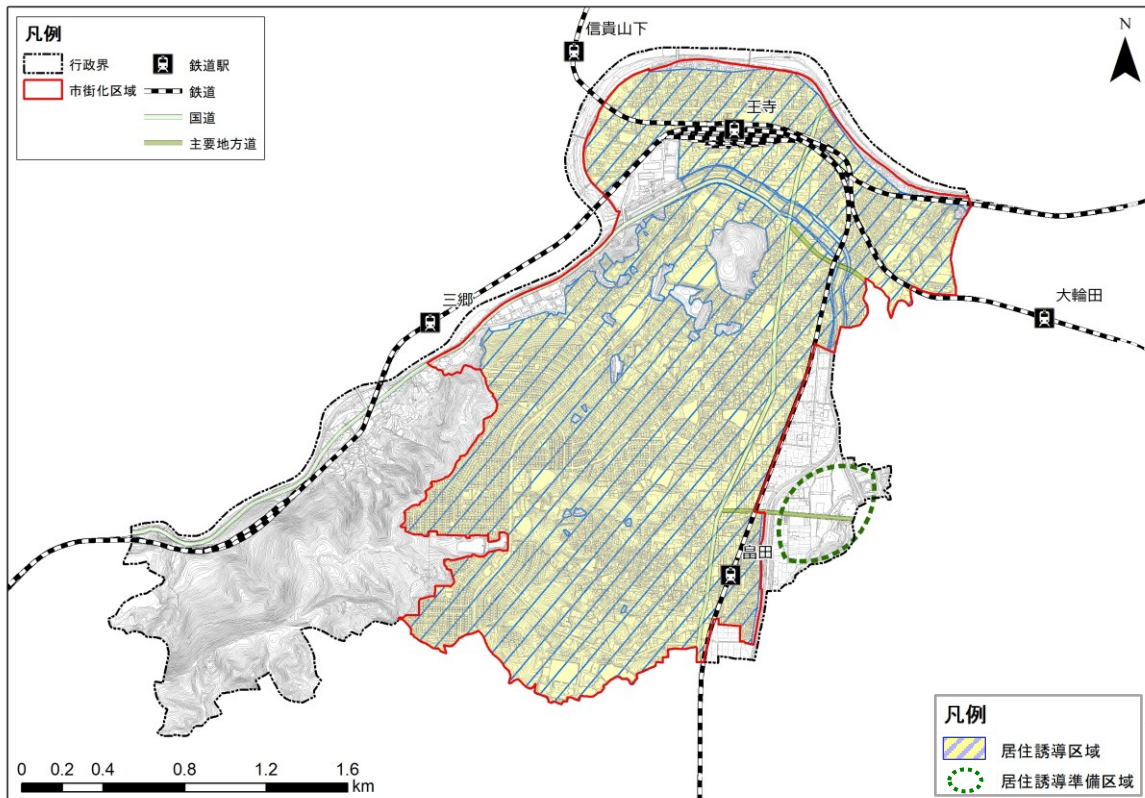 凡例
行政界
鉄道駅
市街化区域
鉄道
国道
主要地方道
信貴山下
N
王寺
三郷
大輪田
畠田
0 0.2 0.4 0.8 1.2 1.6
km
凡例
居住誘導区域
居住誘導準備区域